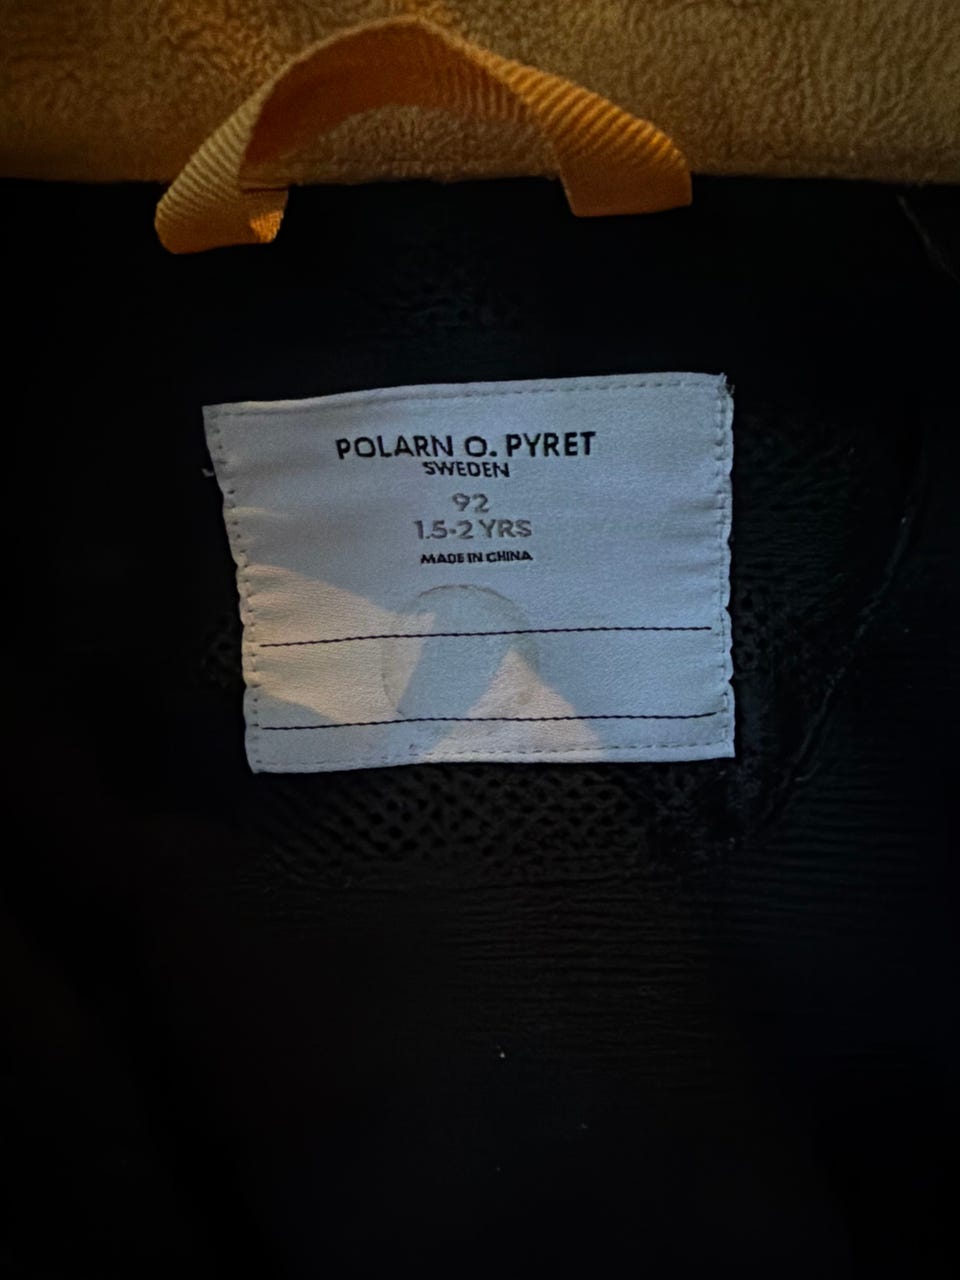 POLARN O. PYRET
SWEDEN
92
1.5-2 YRS
MADE IN CHINA